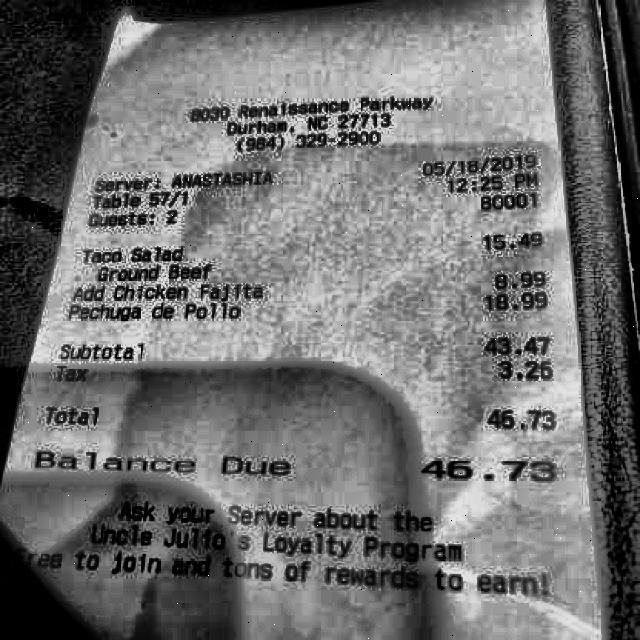 8030 Renaissance Parkway
Durham, NC 27713
(984) 329-2900
Server: ANASTASHIA 05/18/2019
Table 57/1 12:25 PM
Guests: 2 80001
Taco Salad 15.49
Ground Beef
Add Chicken Fajita 8.99
Pechuga de Pollo 18.99
Subtotal 43.47
Tax 3.26
Total 46.73
Balance Due 46.73
Ask your Server about the
Uncle Julio's Loyalty Program
ree to join and tons of rewards to earn!